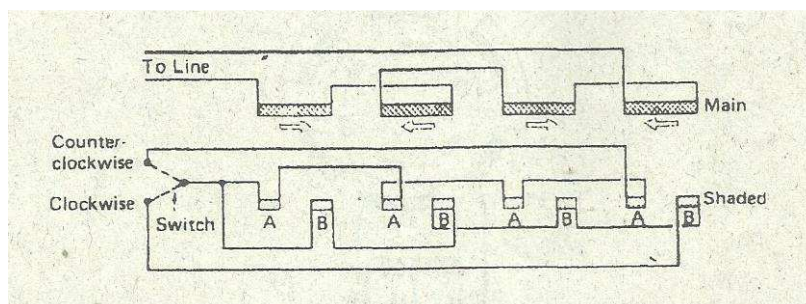 To Line
Main
Counter-
clockwise
Clockwise
Switch
Shaded
A B A B A B A B